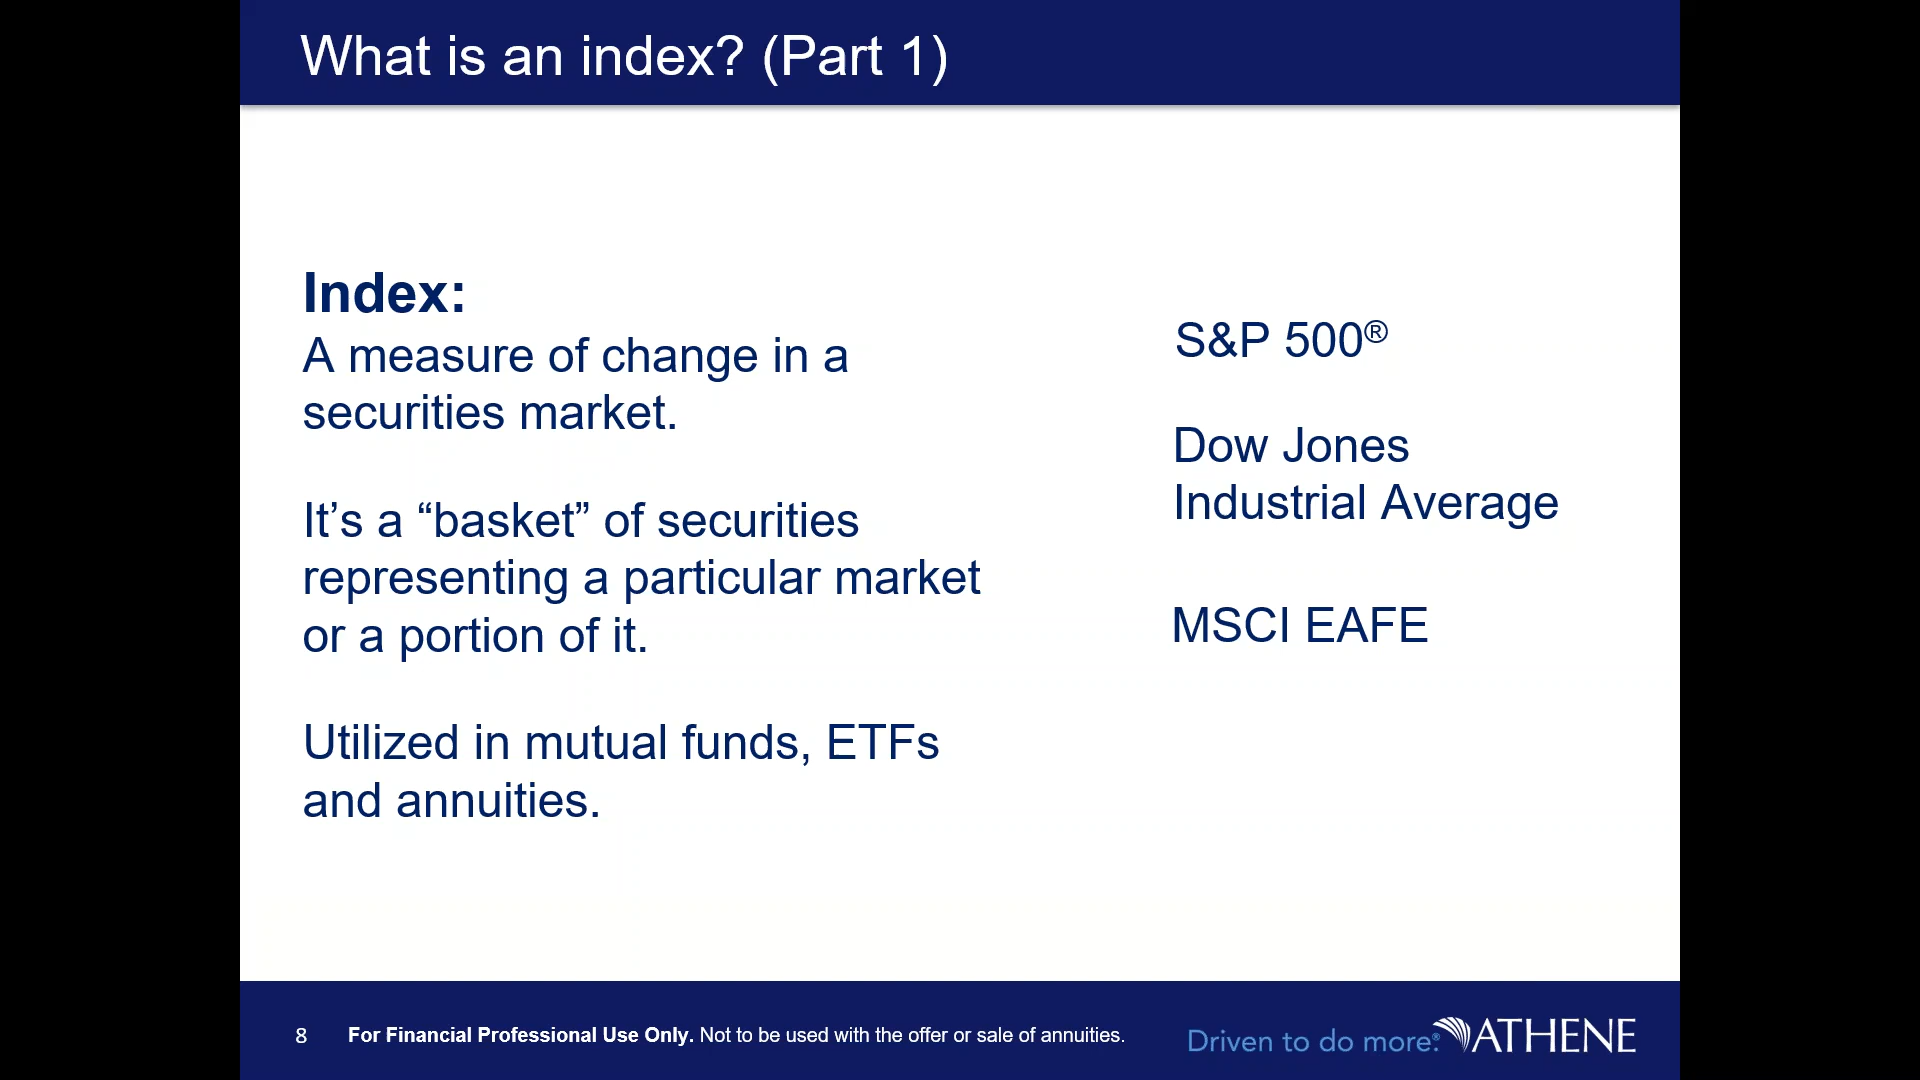 What is an index? (Part 1)
Index:
A measure of change in a
securities market.
It’s a “basket” of securities
representing a particular market
or a portion of it.
Utilized in mutual funds, ETFs
and annuities.
S&P 500®
Dow Jones
Industrial Average
MSCI EAFE
8
For Financial Professional Use Only. Not to be used with the offer or sale of annuities.
Driven to do more.®
ATHENE